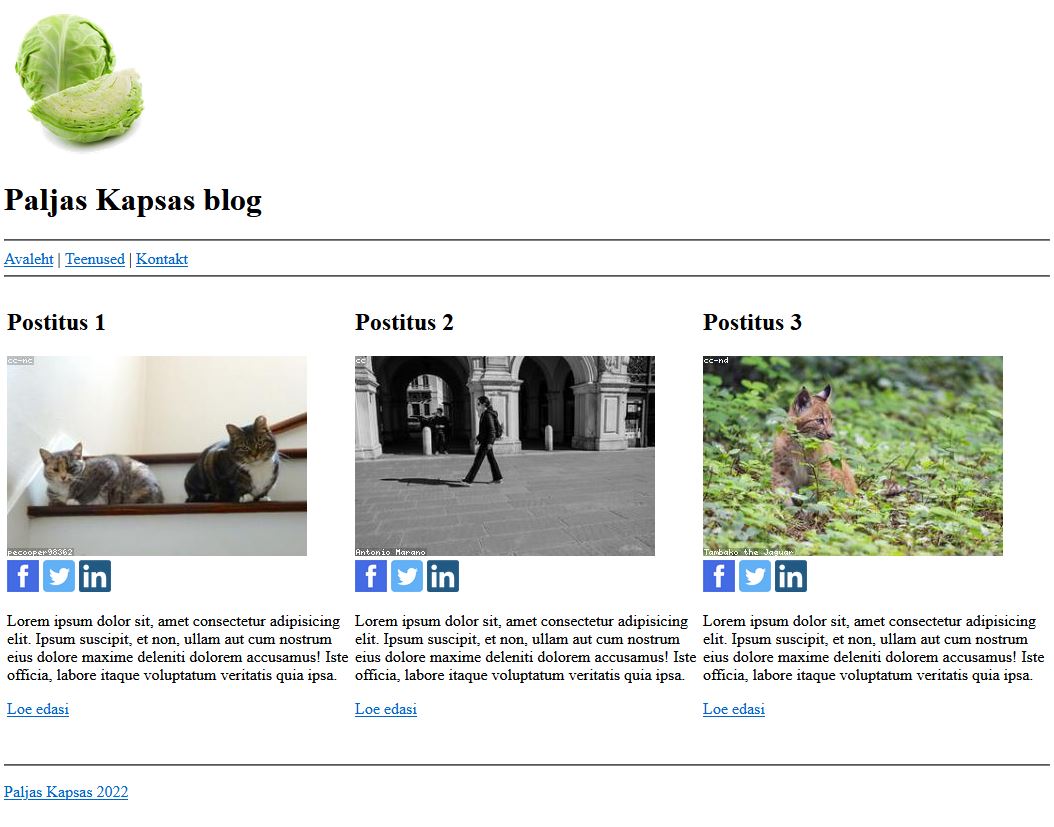 Paljas Kapsas blog
Avaleht | Teenused | Kontakt
Postitus 1
cc-nc
pecooper98362
Lorem ipsum dolor sit, amet consectetur adipisicing
elit. Ipsum suscipit, et non, ullam aut cum nostrum
eius dolore maxime deleniti dolorem accusamus! Iste
officia, labore itaque voluptatum veritatis quia ipsa.
Loe edasi
Postitus 2
cc
Antonio Marano
Lorem ipsum dolor sit, amet consectetur adipisicing
elit. Ipsum suscipit, et non, ullam aut cum nostrum
eius dolore maxime deleniti dolorem accusamus! Iste
officia, labore itaque voluptatum veritatis quia ipsa.
Loe edasi
Postitus 3
cc-nd
Tambako the Jaguar
Lorem ipsum dolor sit, amet consectetur adipisicing
elit. Ipsum suscipit, et non, ullam aut cum nostrum
eius dolore maxime deleniti dolorem accusamus! Iste
officia, labore itaque voluptatum veritatis quia ipsa.
Loe edasi
Paljas Kapsas 2022